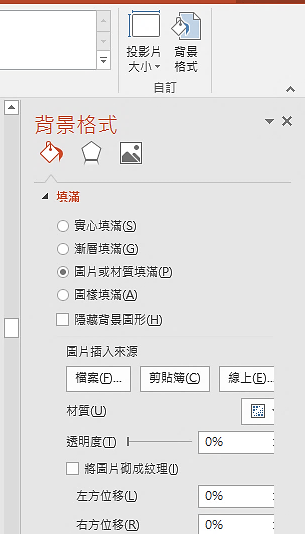 投影片
大小
背景
格式
自訂
背景格式
填滿
實心填滿(S)
漸層填滿(G)
圖片或材質填滿(P)
圖樣填滿(A)
隱藏背景圖形(H)
圖片插入來源
檔案(F)... 剪貼簿(C) 線上(E)...
材質(U)
透明度(T) 0%
將圖片砌成紋理(I)
左方位移(L) 0%
右方位移(R) 0%